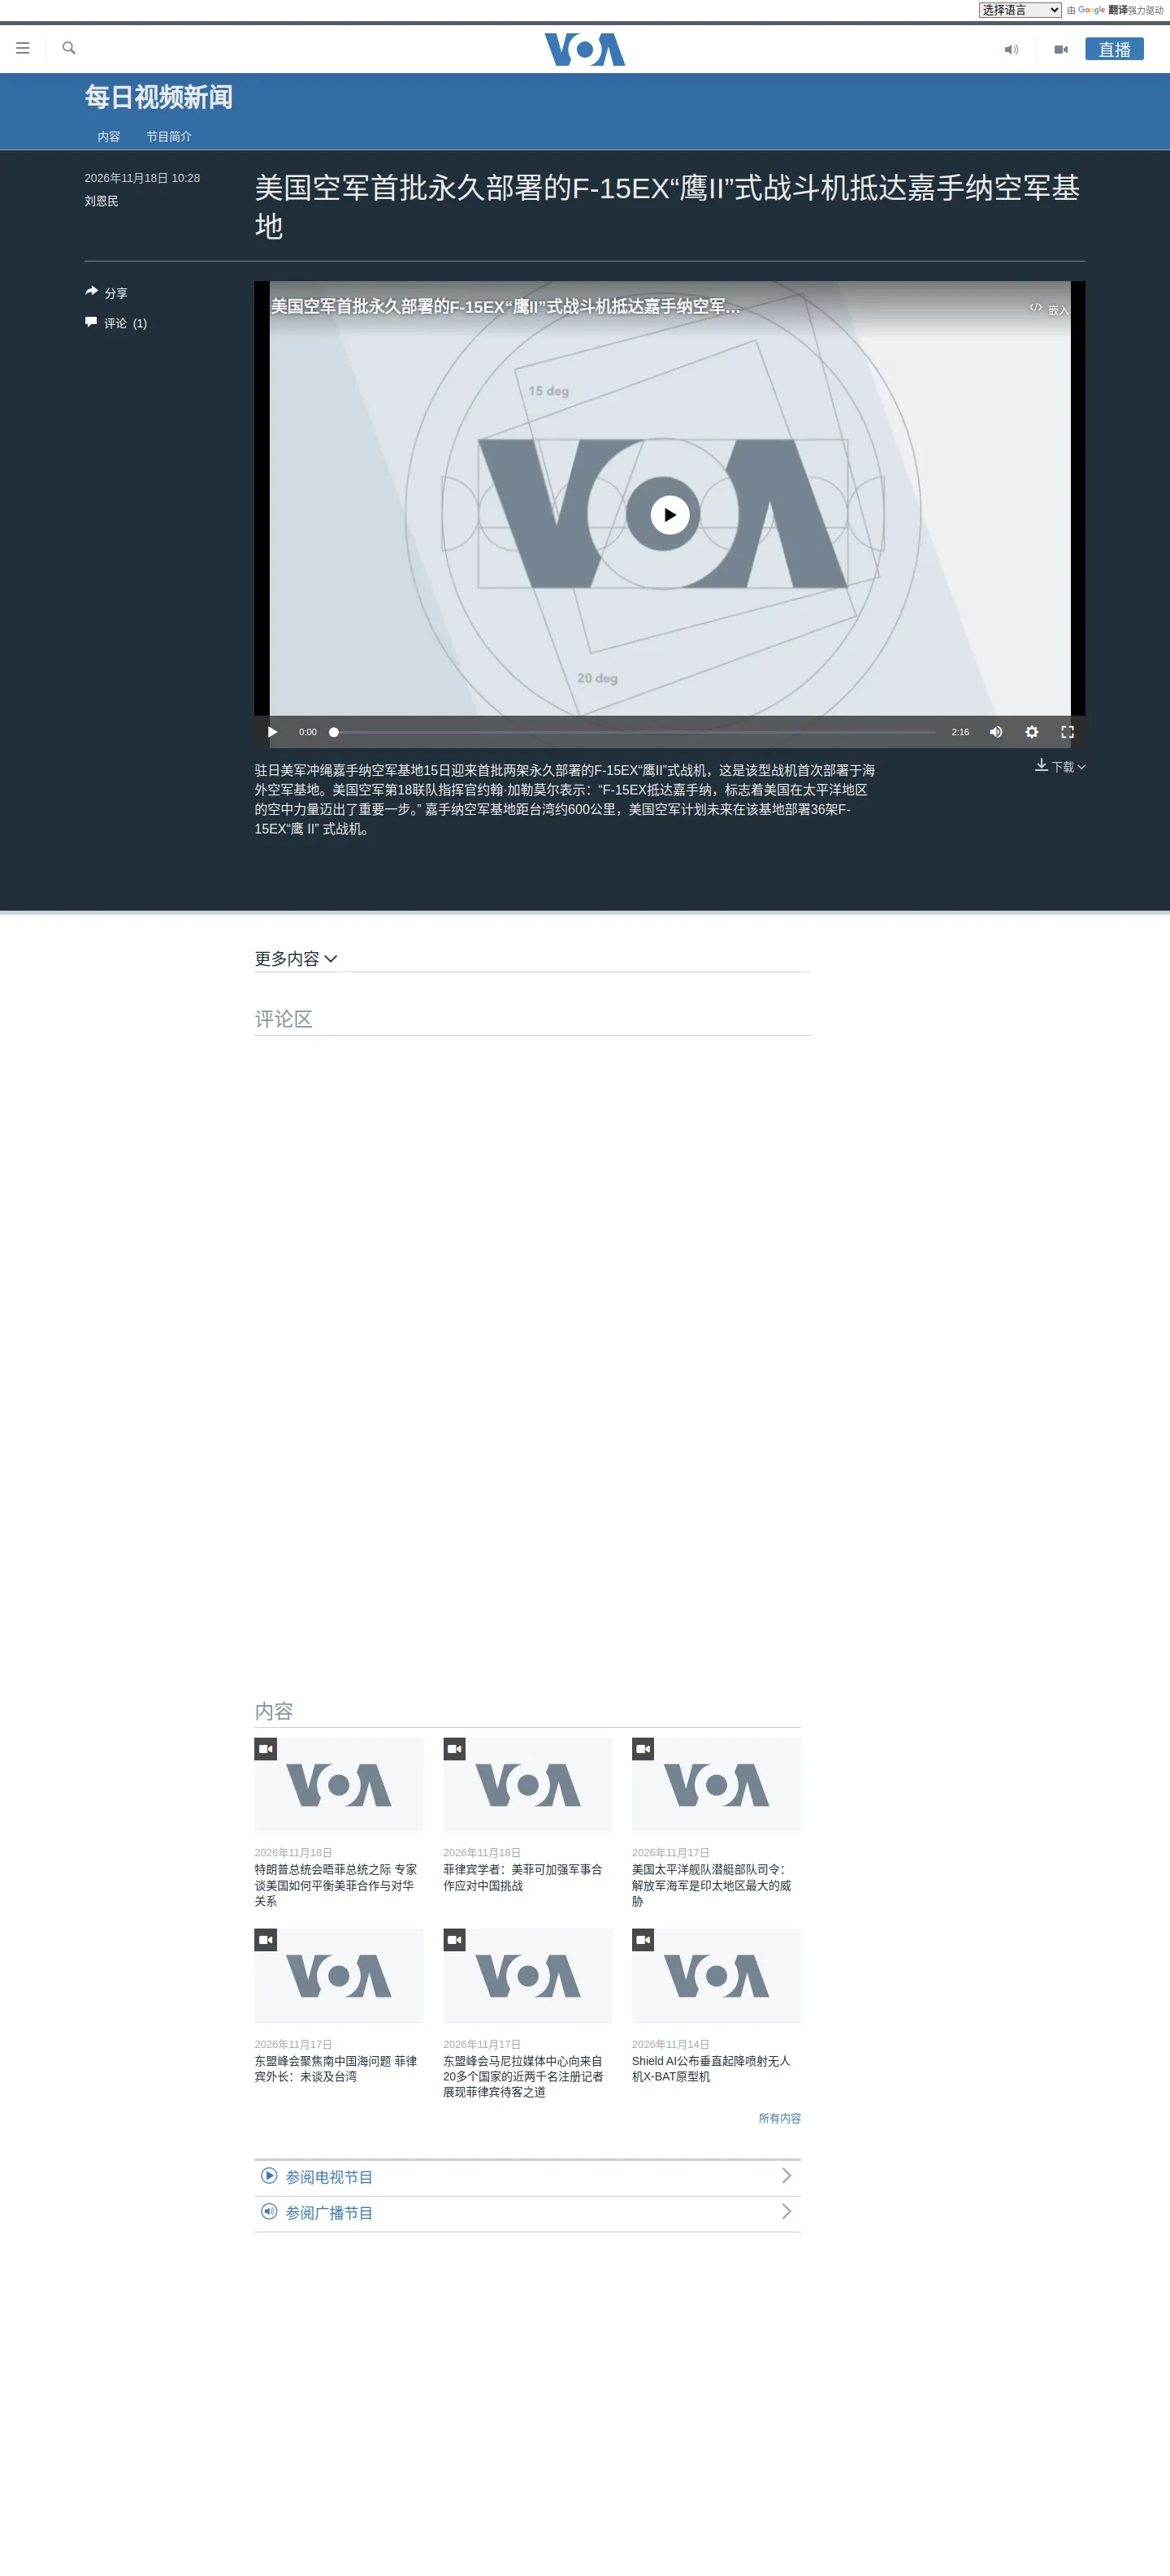 选择语言
由 Google 翻译强力驱动
VOA
直播
每日视频新闻
内容
节目简介
2026年11月18日 10:28
刘恩民
美国空军首批永久部署的F-15EX“鹰II”式战斗机抵达嘉手纳空军基
地
分享
评论 (1)
美国空军首批永久部署的F-15EX“鹰II”式战斗机抵达嘉手纳空军…
嵌入
15 deg
VOA
20 deg
0:00
2:16
下载
驻日美军冲绳嘉手纳空军基地15日迎来首批两架永久部署的F-15EX“鹰II”式战机，这是该型战机首次部署于海
外空军基地。美国空军第18联队指挥官约翰·加勒莫尔表示：“F-15EX抵达嘉手纳，标志着美国在太平洋地区
的空中力量迈出了重要一步。” 嘉手纳空军基地距台湾约600公里，美国空军计划未来在该基地部署36架F-
15EX“鹰 II” 式战机。
更多内容
评论区
内容
VOA
VOA
VOA
2026年11月18日
特朗普总统会晤菲总统之际 专家
谈美国如何平衡美菲合作与对华
关系
2026年11月18日
菲律宾学者：美菲可加强军事合
作应对中国挑战
2026年11月17日
美国太平洋舰队潜艇部队司令：
解放军海军是印太地区最大的威
胁
VOA
VOA
VOA
2026年11月17日
东盟峰会聚焦南中国海问题 菲律
宾外长：未谈及台湾
2026年11月17日
东盟峰会马尼拉媒体中心向来自
20多个国家的近两千名注册记者
展现菲律宾待客之道
2026年11月14日
Shield AI公布垂直起降喷射无人
机X-BAT原型机
所有内容
参阅电视节目
参阅广播节目